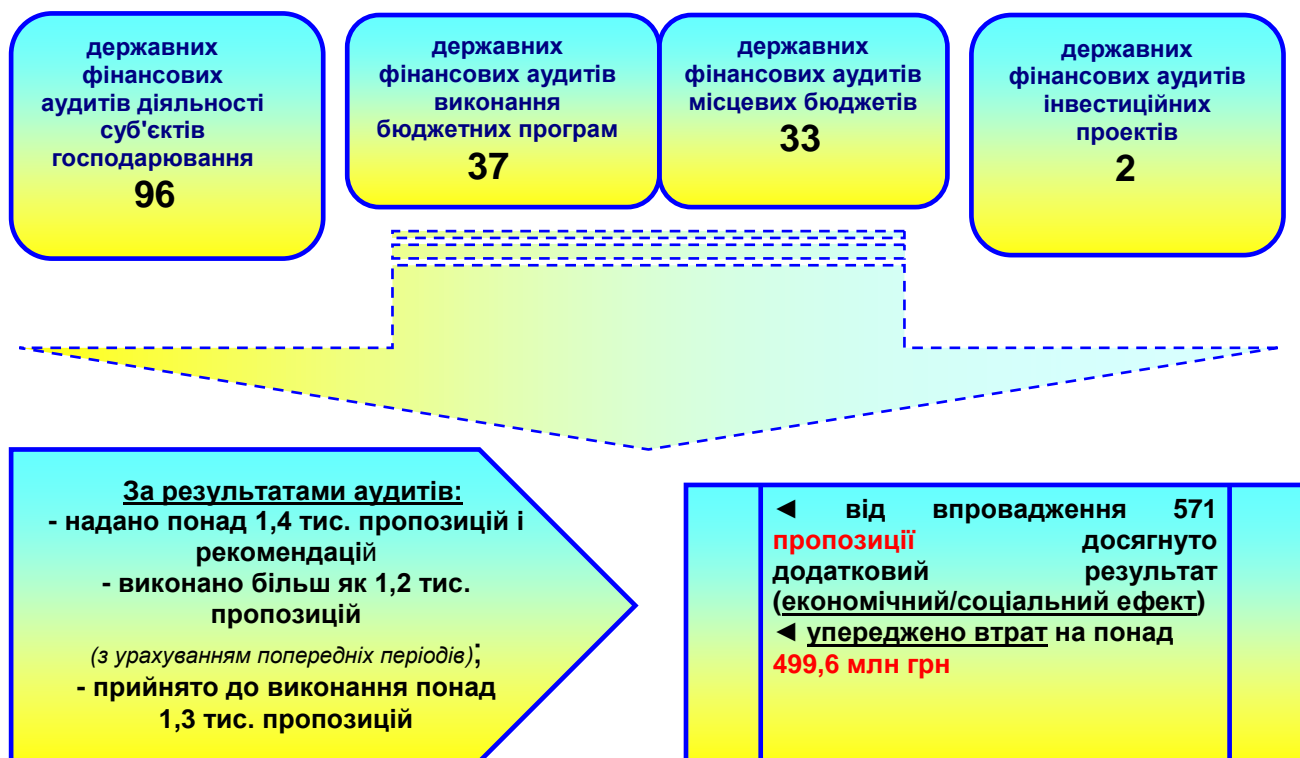 державних
фінансових
аудитів діяльності
суб'єктів
господарювання
96
державних
фінансових аудитів
виконання
бюджетних програм
37
державних
фінансових аудитів
місцевих бюджетів
33
державних
фінансових аудитів
інвестиційних
проектів
2
За результатами аудитів:
- надано понад 1,4 тис. пропозицій і
рекомендацій
- виконано більш як 1,2 тис.
пропозицій
(з урахуванням попередніх періодів);
- прийнято до виконання понад
1,3 тис. пропозицій
◄ від впровадження 571
пропозиції досягнуто
додатковий результат
(економічний/соціальний ефект)
◄ упереджено втрат на понад
499,6 млн грн